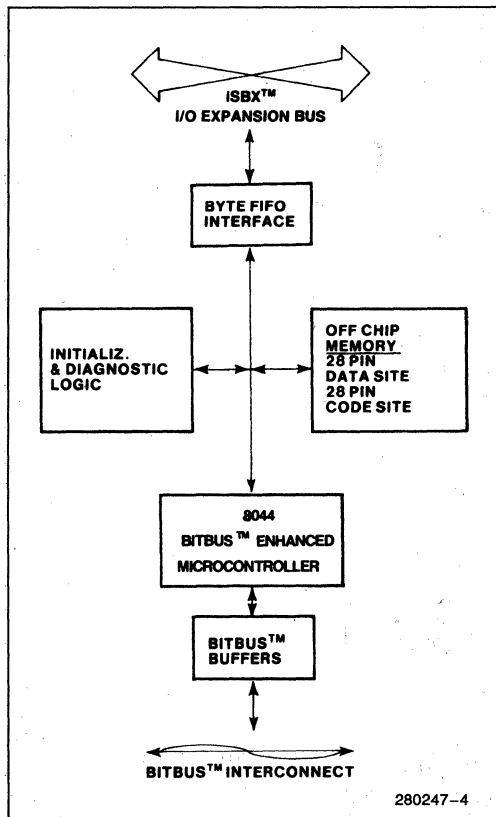 iSBX™
I/O EXPANSION BUS
BYTE FIFO
INTERFACE
INITIALIZ.
& DIAGNOSTIC
LOGIC
OFF CHIP
MEMORY
28 PIN
DATA SITE
28 PIN
CODE SITE
8044
BITBUS™ ENHANCED
MICROCONTROLLER
BITBUS™
BUFFERS
BITBUS™ INTERCONNECT
280247–4